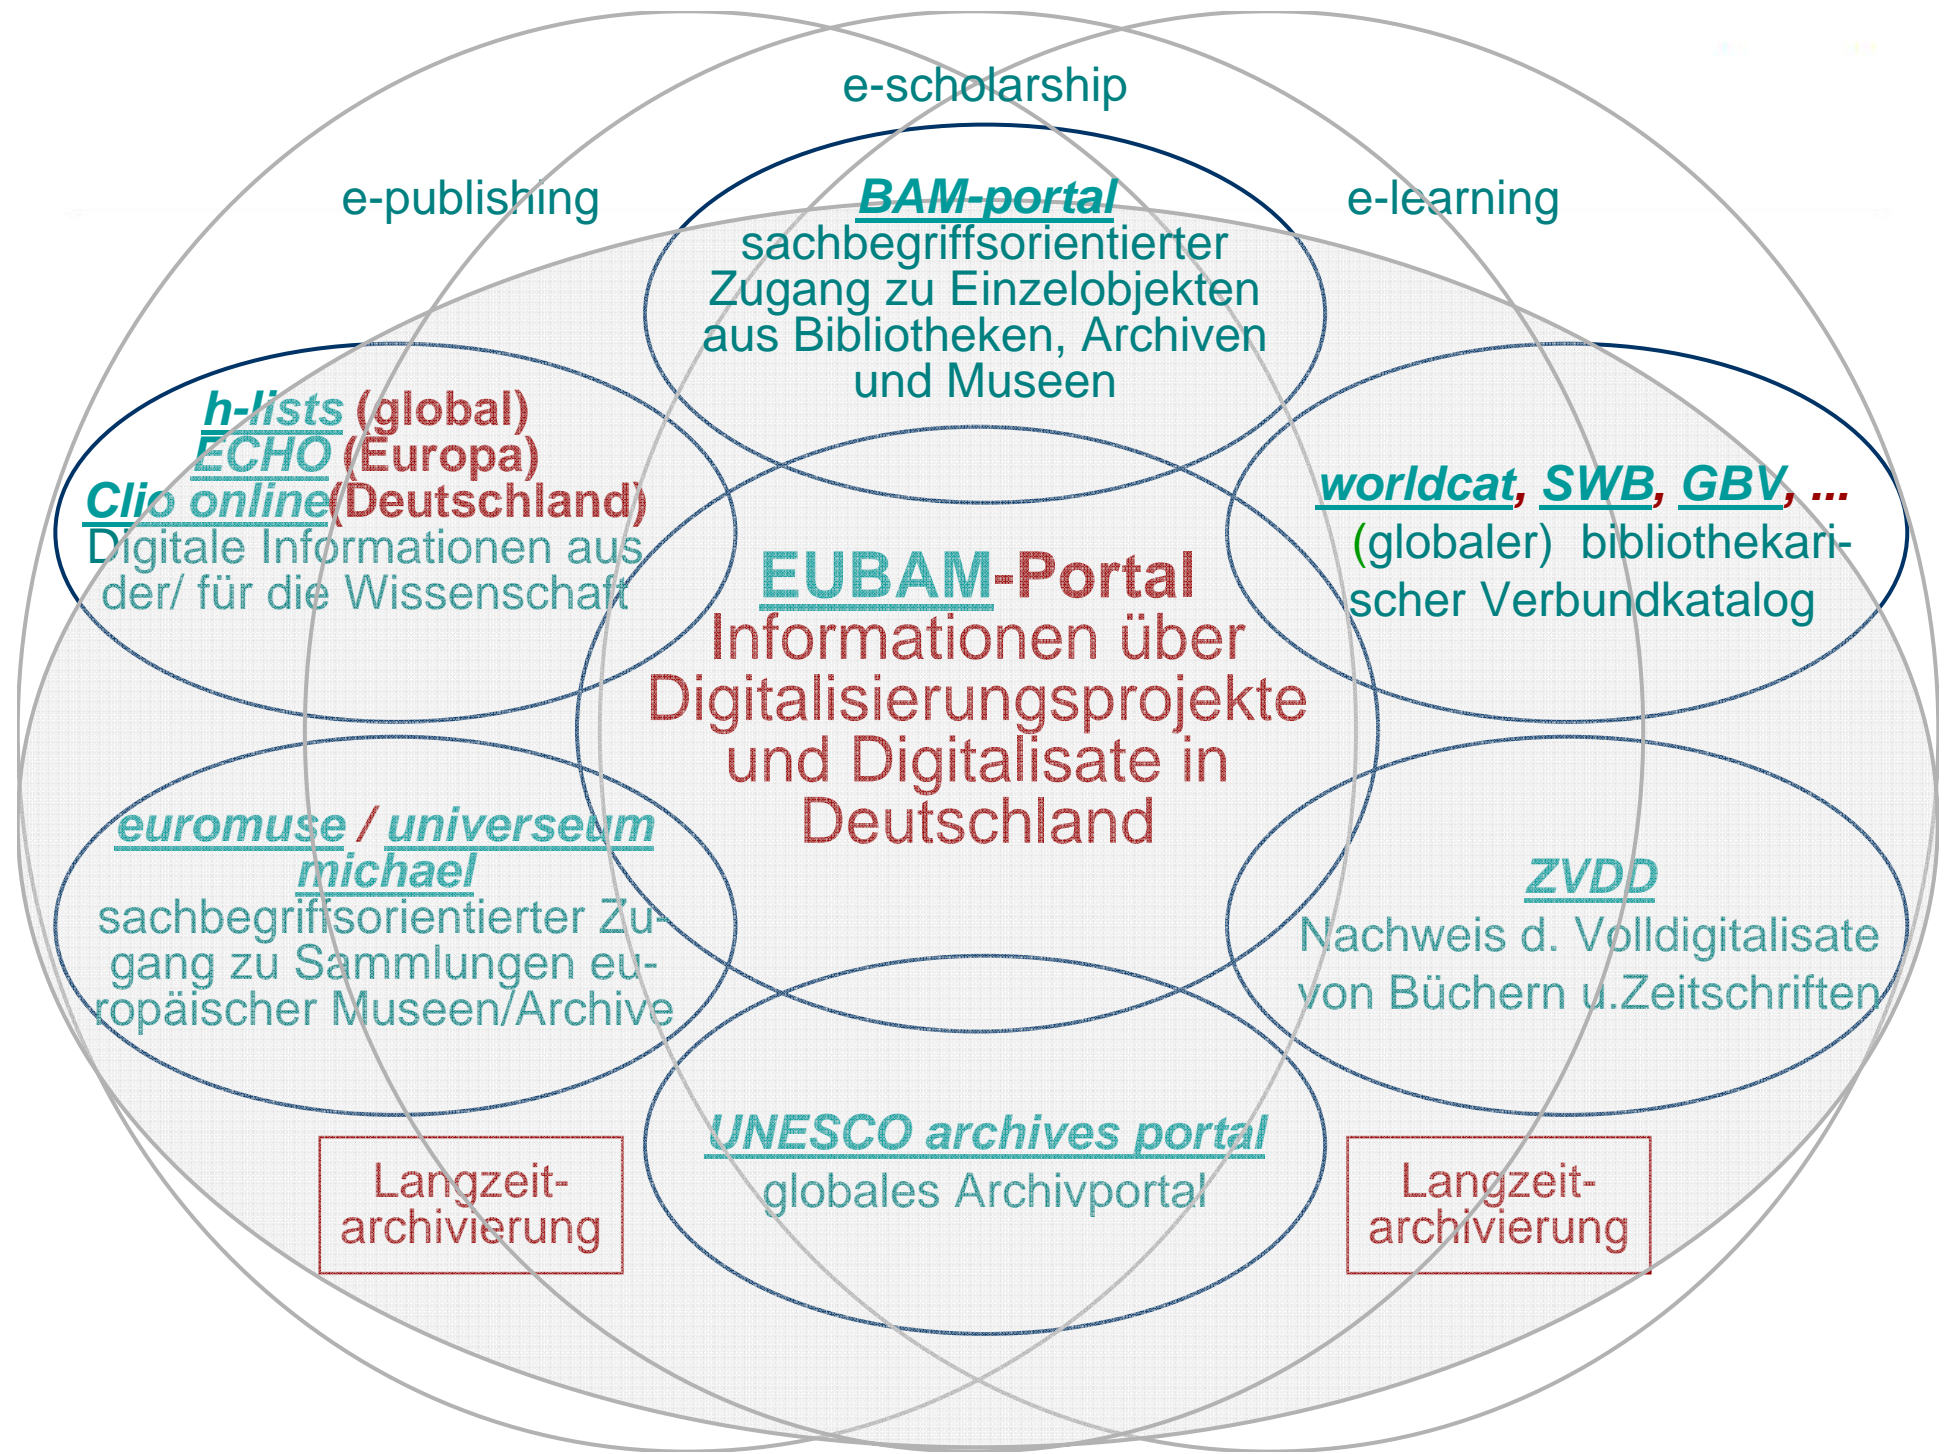 e-scholarship
e-publishing
e-learning
BAM-portal
sachbegriffsorientierter
Zugang zu Einzelobjekten
aus Bibliotheken, Archiven
und Museen
h-lists (global)
ECHO (Europa)
Clio online(Deutschland)
Digitale Informationen aus
der/ für die Wissenschaft
worldcat, SWB, GBV, ...
(globaler) bibliothekari-
scher Verbundkatalog
EUBAM-Portal
Informationen über
Digitalisierungsprojekte
und Digitalisate in
Deutschland
euromuse / universeum
michael
sachbegriffsorientierter Zu-
gang zu Sammlungen eu-
ropäischer Museen/Archive
ZVDD
Nachweis d. Volldigitalisate
von Büchern u.Zeitschriften
UNESCO archives portal
globales Archivportal
Langzeit-
archivierung
Langzeit-
archivierung